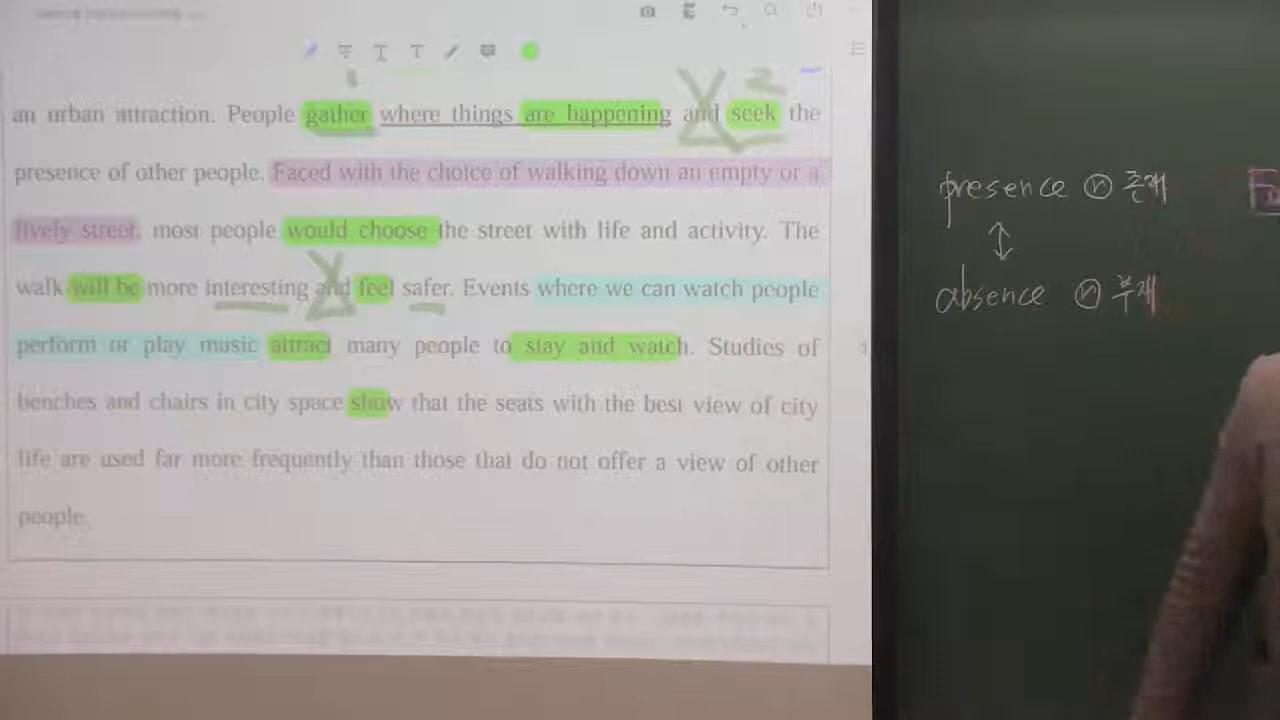 an urban attraction. People gather where things are happening and seek the
presence of other people. Faced with the choice of walking down an empty or a
lively street, most people would choose the street with life and activity. The
walk will be more interesting and feel safer. Events where we can watch people
perform or play music attract many people to stay and watch. Studies of
benches and chairs in city space show that the seats with the best view of city
life are used far more frequently than those that do not offer a view of other
people.
presence ⓝ 존재
↕
absence ⓝ 부재